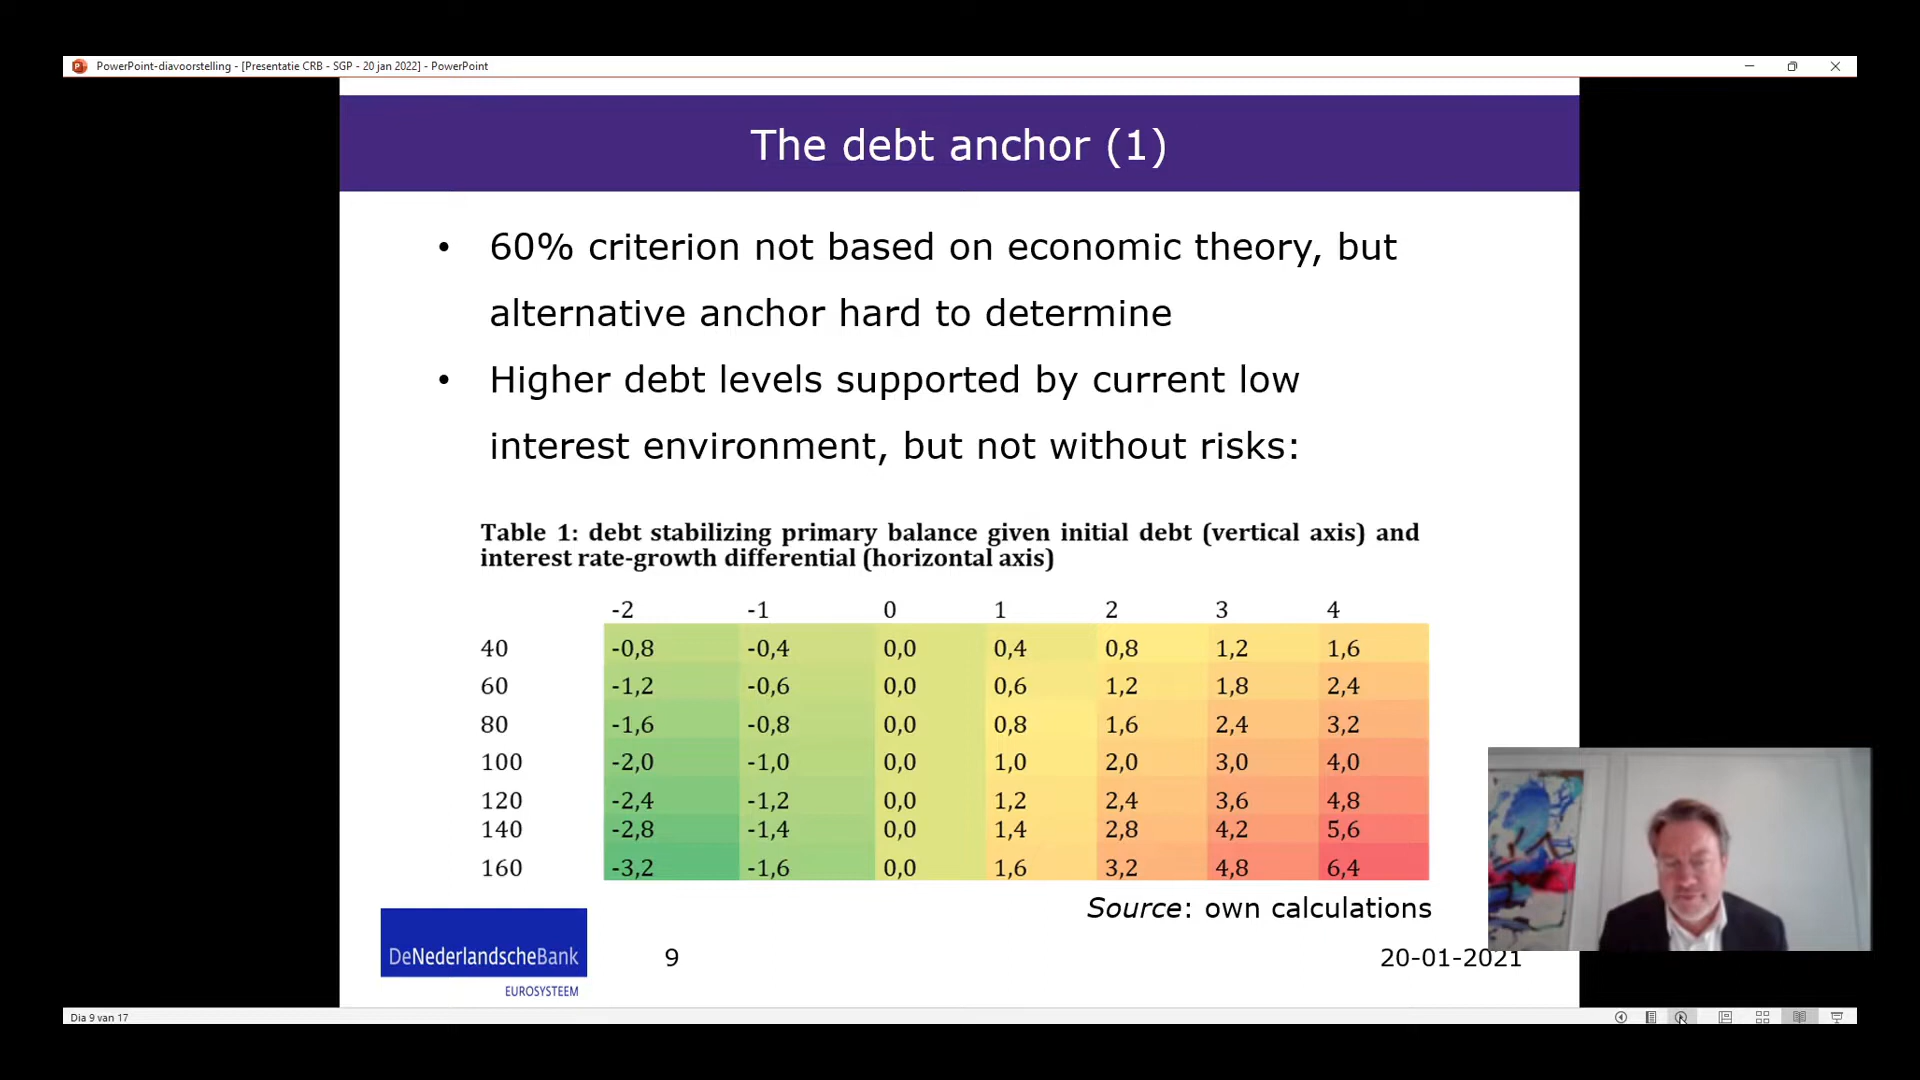 PowerPoint-diavoorstelling - [Presentatie CRB - SGP - 20 jan 2022] - PowerPoint
The debt anchor (1)
• 60% criterion not based on economic theory, but
alternative anchor hard to determine
• Higher debt levels supported by current low
interest environment, but not without risks:
Table 1: debt stabilizing primary balance given initial debt (vertical axis) and
interest rate-growth differential (horizontal axis)
-2 -1 0 1 2 3 4
40 -0,8 -0,4 0,0 0,4 0,8 1,2 1,6
60 -1,2 -0,6 0,0 0,6 1,2 1,8 2,4
80 -1,6 -0,8 0,0 0,8 1,6 2,4 3,2
100 -2,0 -1,0 0,0 1,0 2,0 3,0 4,0
120 -2,4 -1,2 0,0 1,2 2,4 3,6 4,8
140 -2,8 -1,4 0,0 1,4 2,8 4,2 5,6
160 -3,2 -1,6 0,0 1,6 3,2 4,8 6,4
Source: own calculations
DeNederlandscheBank
EUROSYSTEEM
9
20-01-2021
Dia 9 van 17